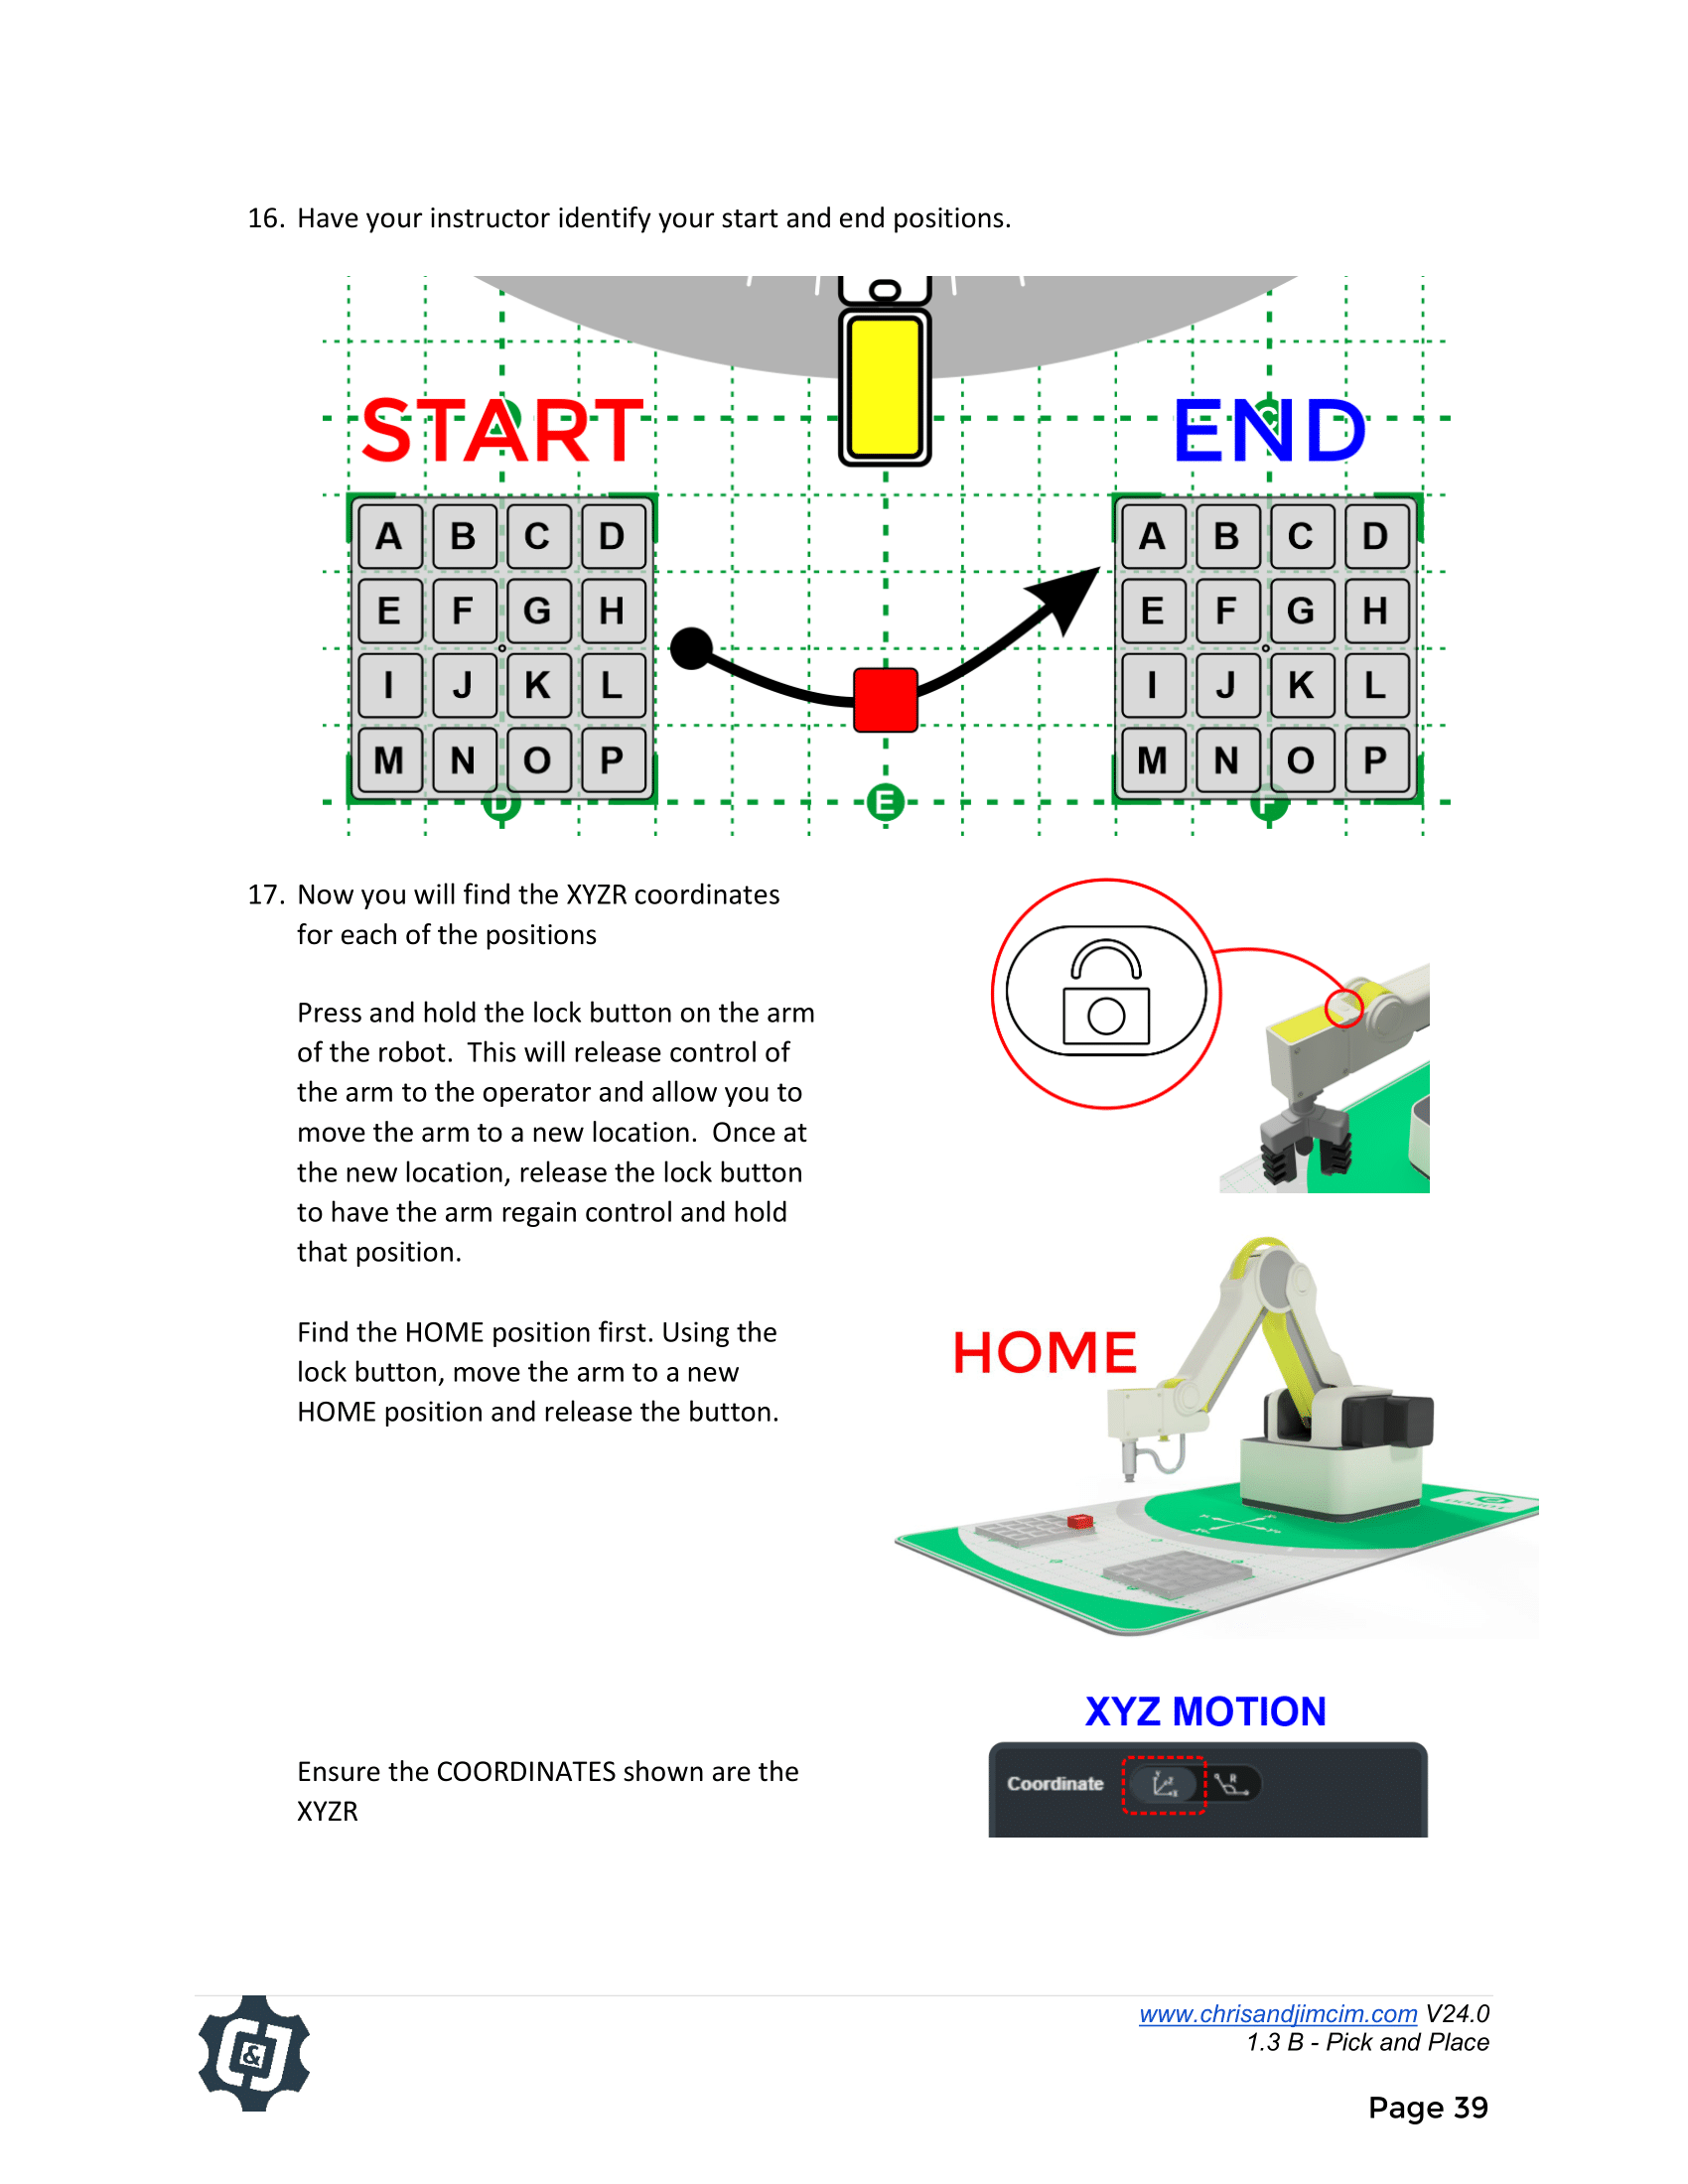 16. Have your instructor identify your start and end positions.
START
END
A B C D
E F G H
I J K L
M N O P
A B C D
E F G H
I J K L
M N O P
D
E
F
17. Now you will find the XYZR coordinates
for each of the positions
Press and hold the lock button on the arm
of the robot. This will release control of
the arm to the operator and allow you to
move the arm to a new location. Once at
the new location, release the lock button
to have the arm regain control and hold
that position.
Find the HOME position first. Using the
lock button, move the arm to a new
HOME position and release the button.
HOME
XYZ MOTION
Ensure the COORDINATES shown are the
XYZR
Coordinate
C&J
www.chrisandjimcim.com V24.0
1.3 B - Pick and Place
Page 39